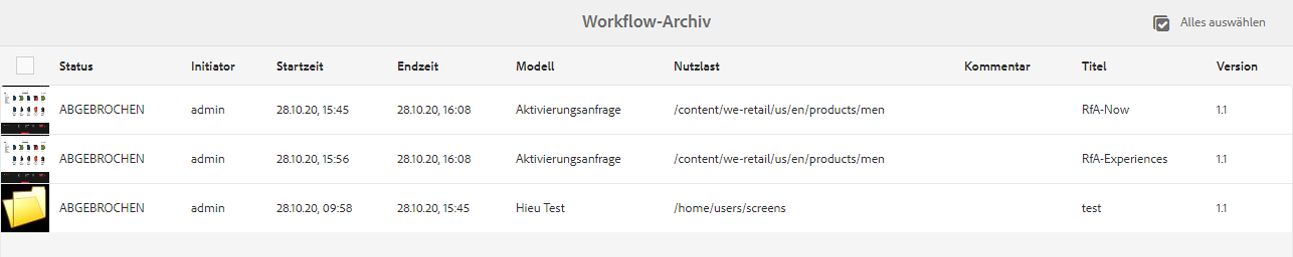 Workflow-Archiv
Alles auswählen
Status Initiator Startzeit Endzeit Modell Nutzlast Kommentar Titel Version
ABGEBROCHEN admin 28.10.20, 15:45 28.10.20, 16:08 Aktivierungsanfrage /content/we-retail/us/en/products/men RfA-Now 1.1
ABGEBROCHEN admin 28.10.20, 15:56 28.10.20, 16:08 Aktivierungsanfrage /content/we-retail/us/en/products/men RfA-Experiences 1.1
ABGEBROCHEN admin 28.10.20, 09:58 28.10.20, 15:45 Hieu Test /home/users/screens test 1.1